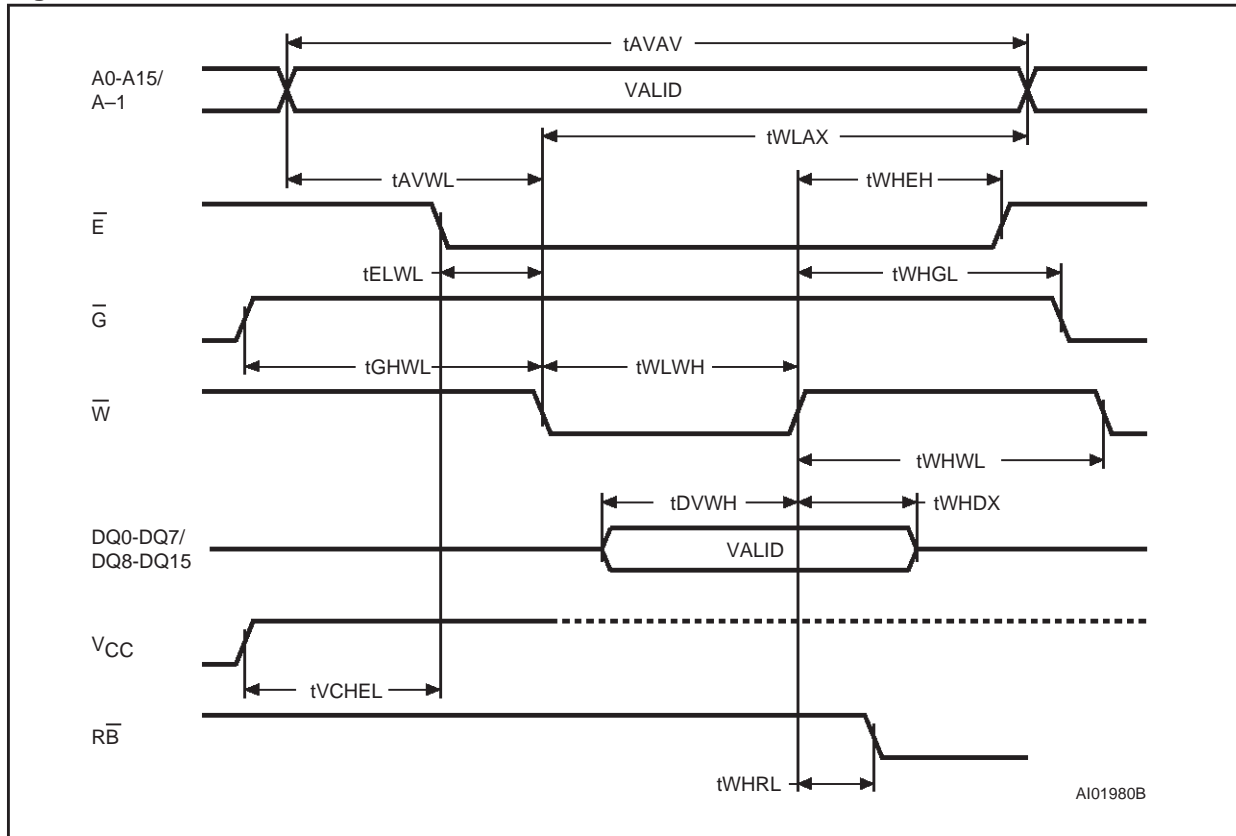 tAVAV
A0-A15/
A–1
VALID
tWLAX
tAVWL
tWHEH
E̅
tELWL
tWHGL
G̅
tGHWL
tWLWH
W̅
tWHWL
tDVWH
tWHDX
DQ0-DQ7/
DQ8-DQ15
VALID
VCC
tVCHEL
RB̅
tWHRL
AI01980B